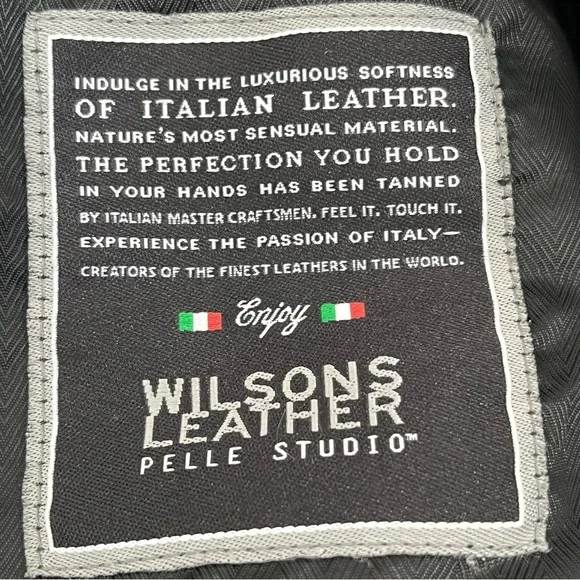 INDULGE IN THE LUXURIOUS SOFTNESS
OF ITALIAN LEATHER.
NATURE'S MOST SENSUAL MATERIAL.
THE PERFECTION YOU HOLD
IN YOUR HANDS HAS BEEN TANNED
BY ITALIAN MASTER CRAFTSMEN. FEEL IT. TOUCH IT.
EXPERIENCE THE PASSION OF ITALY—
CREATORS OF THE FINEST LEATHERS IN THE WORLD.
Enjoy
WILSONS
LEATHER
PELLE STUDIO™